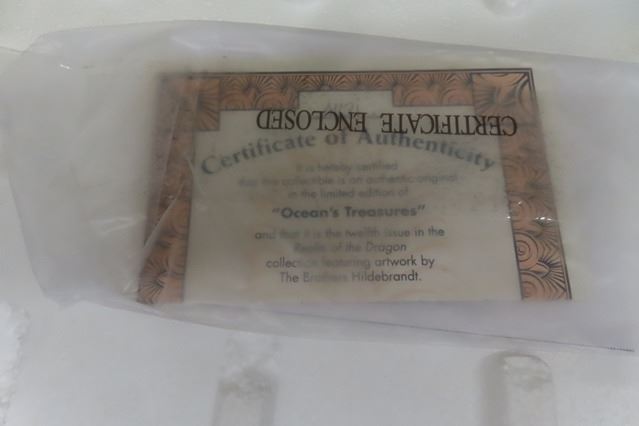 CERTIFICATE ENCLOSED
Certificate of Authenticity
It is hereby certified
that this collectible is an authentic original
in the limited edition of
"Ocean's Treasures"
and that it is the twelfth issue in the
Realm of the Dragon
collection featuring artwork by
The Brothers Hildebrandt.